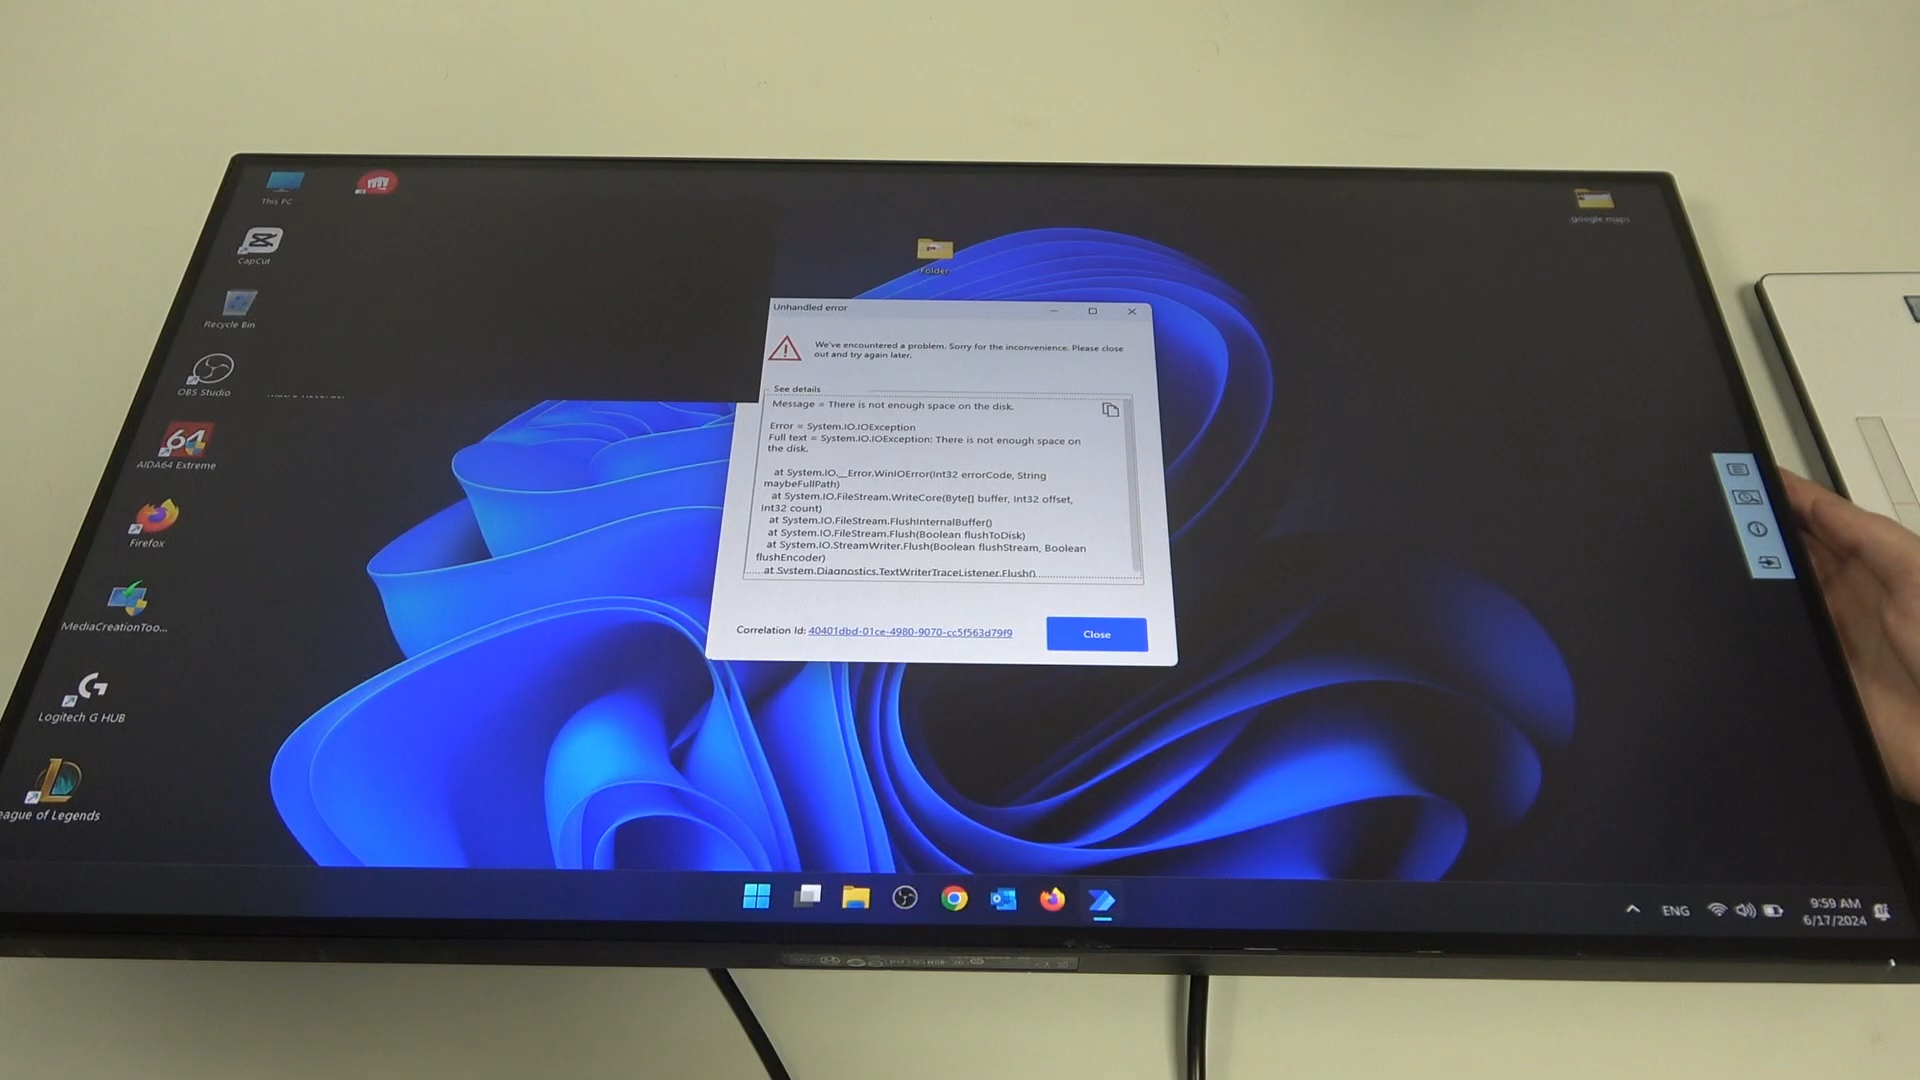 This PC
google maps
CapCut
Folder
Recycle Bin
Unhandled error
We've encountered a problem. Sorry for the inconvenience. Please close
out and try again later.
OBS Studio
See details
Message = There is not enough space on the disk.
Error = System.IO.IOException
Full text = System.IO.IOException: There is not enough space on
the disk.
at System.IO.__Error.WinIOError(Int32 errorCode, String
maybeFullPath)
at System.IO.FileStream.WriteCore(Byte[] buffer, Int32 offset,
Int32 count)
at System.IO.FileStream.FlushInternalBuffer()
at System.IO.FileStream.Flush(Boolean flushToDisk)
at System.IO.StreamWriter.Flush(Boolean flushStream, Boolean
flushEncoder)
at System.Diagnostics.TextWriterTraceListener.Flush()
64
AIDA64 Extreme
Firefox
MediaCreationToo...
Correlation Id: 40401dbd-01ce-4980-9070-cc5f563d79f9
Close
Logitech G HUB
eague of Legends
ENG
9:59 AM
6/17/2024